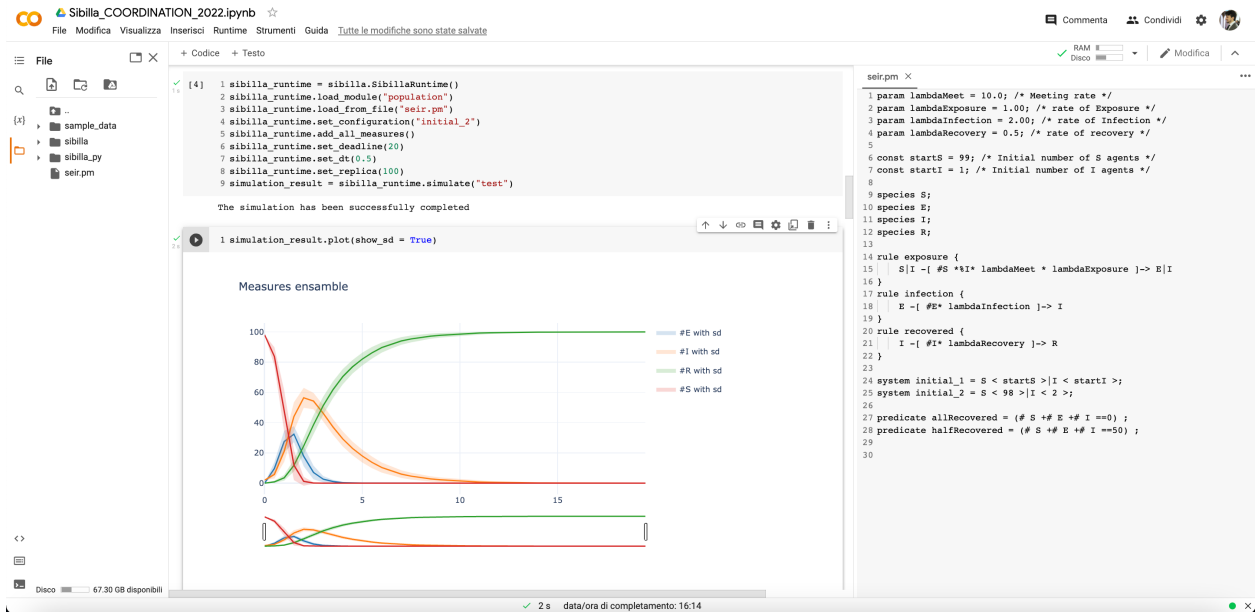 Sibilla_COORDINATION_2022.ipynb
File Modifica Visualizza Inserisci Runtime Strumenti Guida Tutte le modifiche sono state salvate
Commenta Condividi
File
+ Codice + Testo
RAM
Disco
Modifica
{x}
..
sample_data
sibilla
sibilla_py
seir.pm
[4]
1s
1 sibilla_runtime = sibilla.SibillaRuntime()
2 sibilla_runtime.load_module("population")
3 sibilla_runtime.load_from_file("seir.pm")
4 sibilla_runtime.set_configuration("initial_2")
5 sibilla_runtime.add_all_measures()
6 sibilla_runtime.set_deadline(20)
7 sibilla_runtime.set_dt(0.5)
8 sibilla_runtime.set_replica(100)
9 simulation_result = sibilla_runtime.simulate("test")
The simulation has been successfully completed
2s
1 simulation_result.plot(show_sd = True)
Measures ensamble
100
80
60
40
20
0
0 5 10 15
#E with sd
#I with sd
#R with sd
#S with sd
seir.pm
1 param lambdaMeet = 10.0; /* Meeting rate */
2 param lambdaExposure = 1.00; /* rate of Exposure */
3 param lambdaInfection = 2.00; /* rate of Infection */
4 param lambdaRecovery = 0.5; /* rate of recovery */
5
6 const startS = 99; /* Initial number of S agents */
7 const startI = 1; /* Initial number of I agents */
8
9 species S;
10 species E;
11 species I;
12 species R;
13
14 rule exposure {
15 S|I -[ #S *%I* lambdaMeet * lambdaExposure ]-> E|I
16 }
17 rule infection {
18 E -[ #E* lambdaInfection ]-> I
19 }
20 rule recovered {
21 I -[ #I* lambdaRecovery ]-> R
22 }
23
24 system initial_1 = S < startS >|I < startI >;
25 system initial_2 = S < 98 >|I < 2 >;
26
27 predicate allRecovered = (# S +# E +# I ==0) ;
28 predicate halfRecovered = (# S +# E +# I ==50) ;
29
30
Disco 67.30 GB disponibili
2 s data/ora di completamento: 16:14